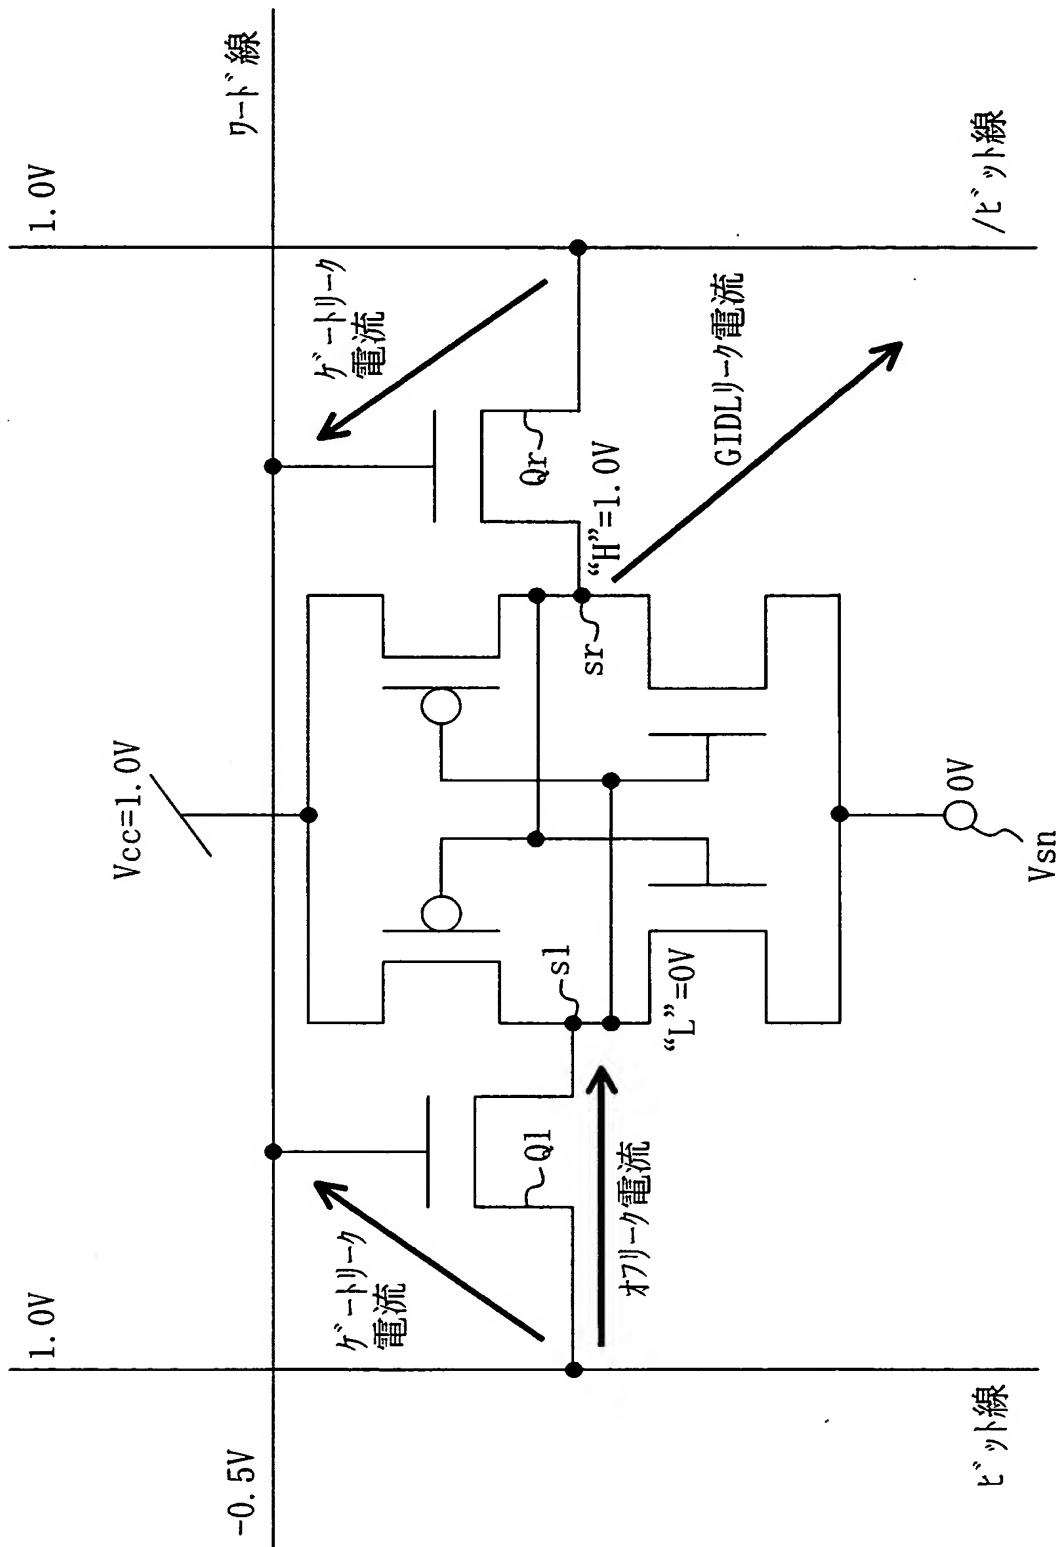 1.0V
1.0V
-0.5V
ワード線
Vcc=1.0V
ゲートリーク
電流
ゲートリーク
電流
Ql
Qr
sl
sr
"H"=1.0V
"L"=0V
オフリーク電流
GIDLリーク電流
0V
Vsn
ビット線
/ビット線